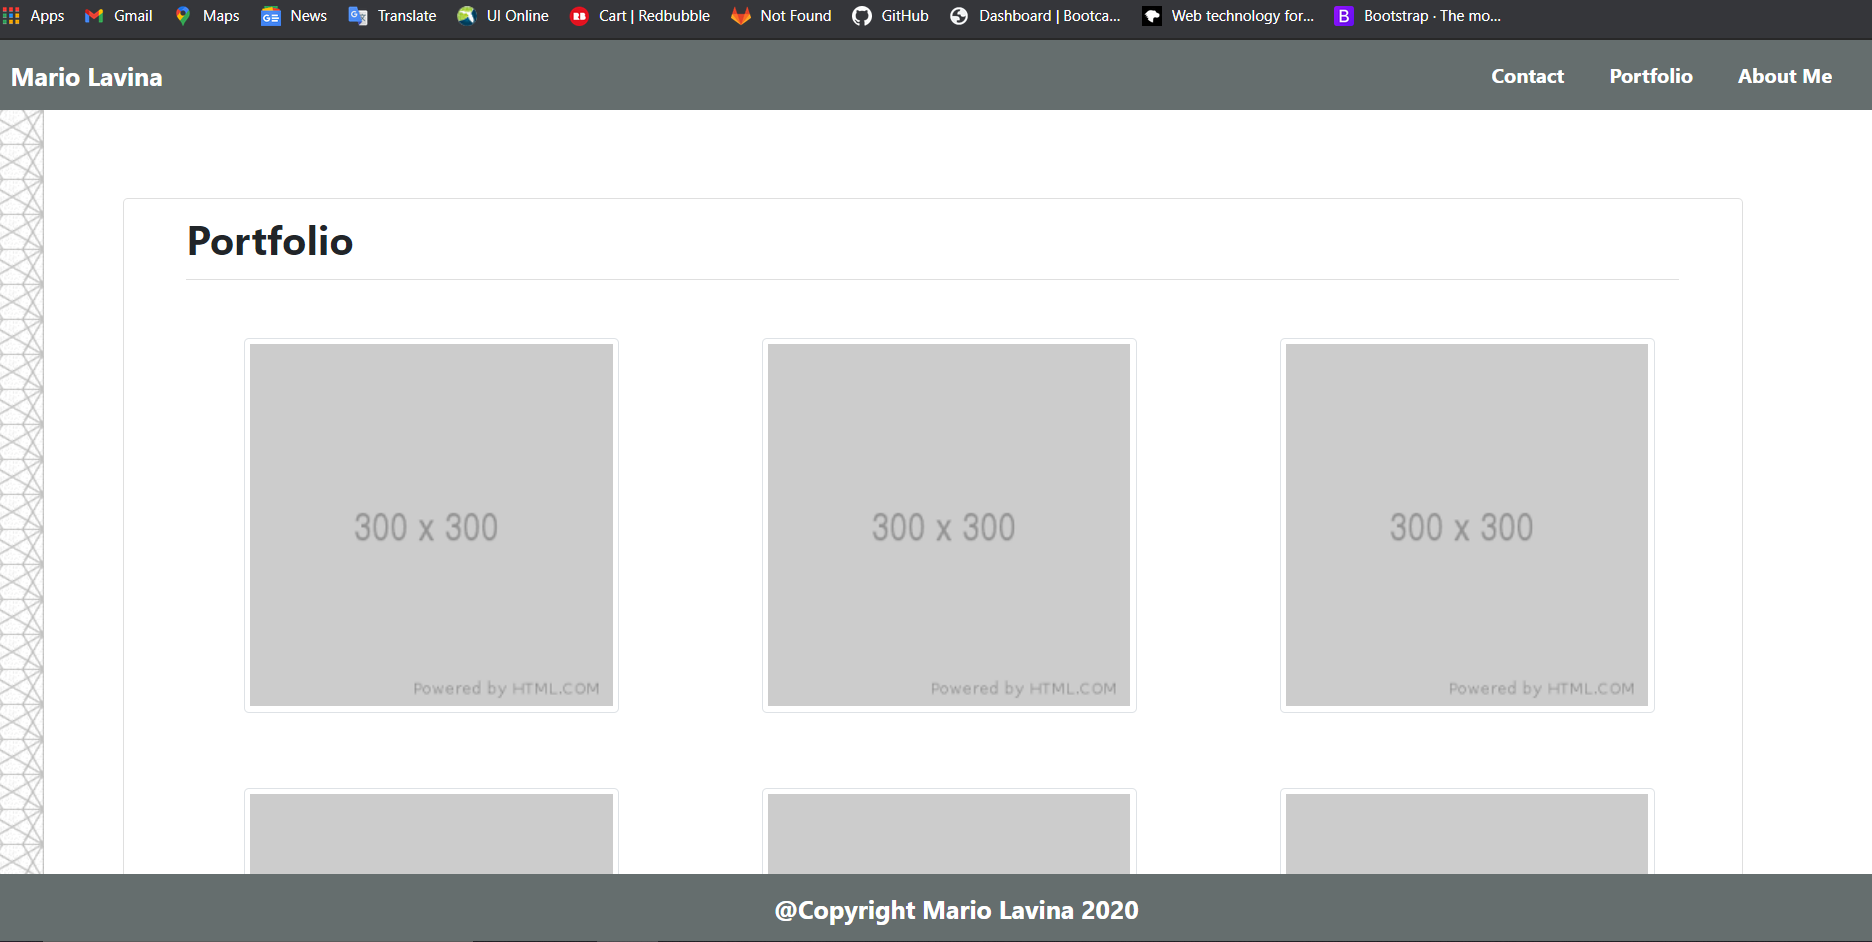 Apps Gmail Maps News Translate UI Online Cart | Redbubble Not Found GitHub Dashboard | Bootca... Web technology for... B Bootstrap · The mo...
Mario Lavina Contact Portfolio About Me
Portfolio
300 x 300 300 x 300 300 x 300
Powered by HTML.COM Powered by HTML.COM Powered by HTML.COM
@Copyright Mario Lavina 2020